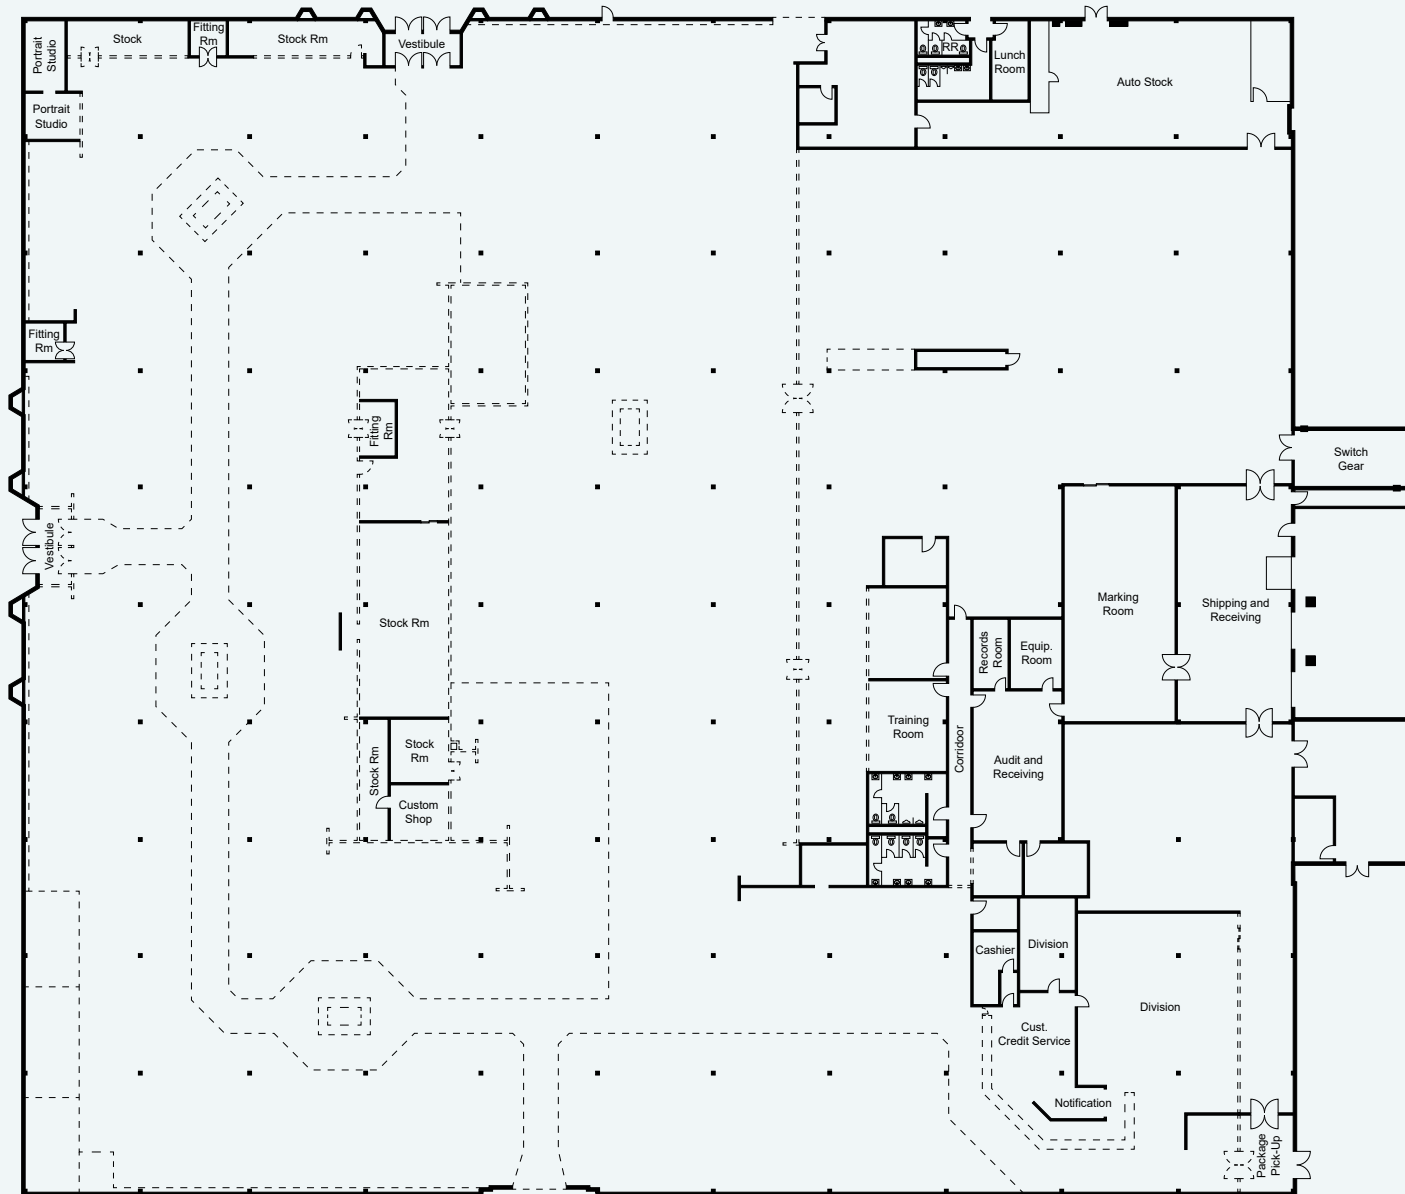 Portrait
Studio
Stock
Fitting
Rm
Stock Rm
Vestibule
RR
Lunch
Room
Auto Stock
Portrait
Studio
Fitting
Rm
Fitting
Rm
Switch
Gear
Vestibule
Stock Rm
Marking
Room
Shipping and
Receiving
Records
Room
Equip.
Room
Training
Room
Corridoor
Audit and
Receiving
Stock Rm
Stock
Rm
Custom
Shop
Cashier
Division
Division
Cust.
Credit Service
Notification
Package
Pick-Up